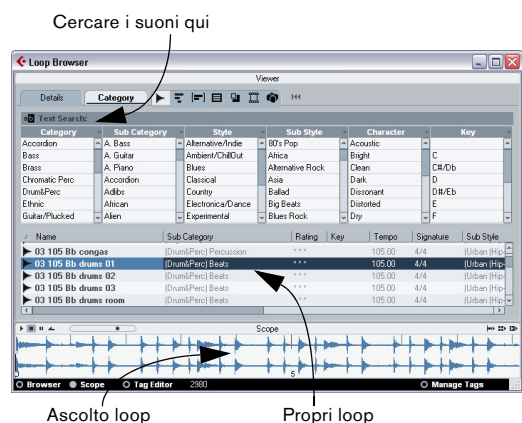 Cercare i suoni qui
Loop Browser
Viewer
Details Category
Text Search:
Category Sub Category Style Sub Style Character Key
Accordion A. Bass Alternative/Indie 80's Pop Acoustic
Bass A. Guitar Ambient/ChillOut Africa Bright C
Brass A. Piano Blues Alternative Rock Clean C#/Db
Chromatic Perc Accordion Classical Asia Dark D
Drum&Perc Adlibs Country Ballad Dissonant D#/Eb
Ethnic African Electronica/Dance Big Beats Distorted E
Guitar/Plucked Alien Experimental Blues Rock Dry F
Name Sub Category Rating Key Tempo Signature Sub Style
03 105 Bb congas (Drum&Perc) Percussion *** 105.00 4/4 (Urban (Hip-
03 105 Bb drums 01 (Drum&Perc) Beats *** 105.00 4/4 (Urban (Hip-
03 105 Bb drums 02 (Drum&Perc) Beats *** 105.00 4/4 (Urban (Hip-
03 105 Bb drums 03 (Drum&Perc) Beats *** 105.00 4/4 (Urban (Hip-
03 105 Bb drums room (Drum&Perc) Beats *** 105.00 4/4 (Urban (Hip-
Scope
5
Browser Scope Tag Editor 2980 Manage Tags
Ascolto loop Propri loop